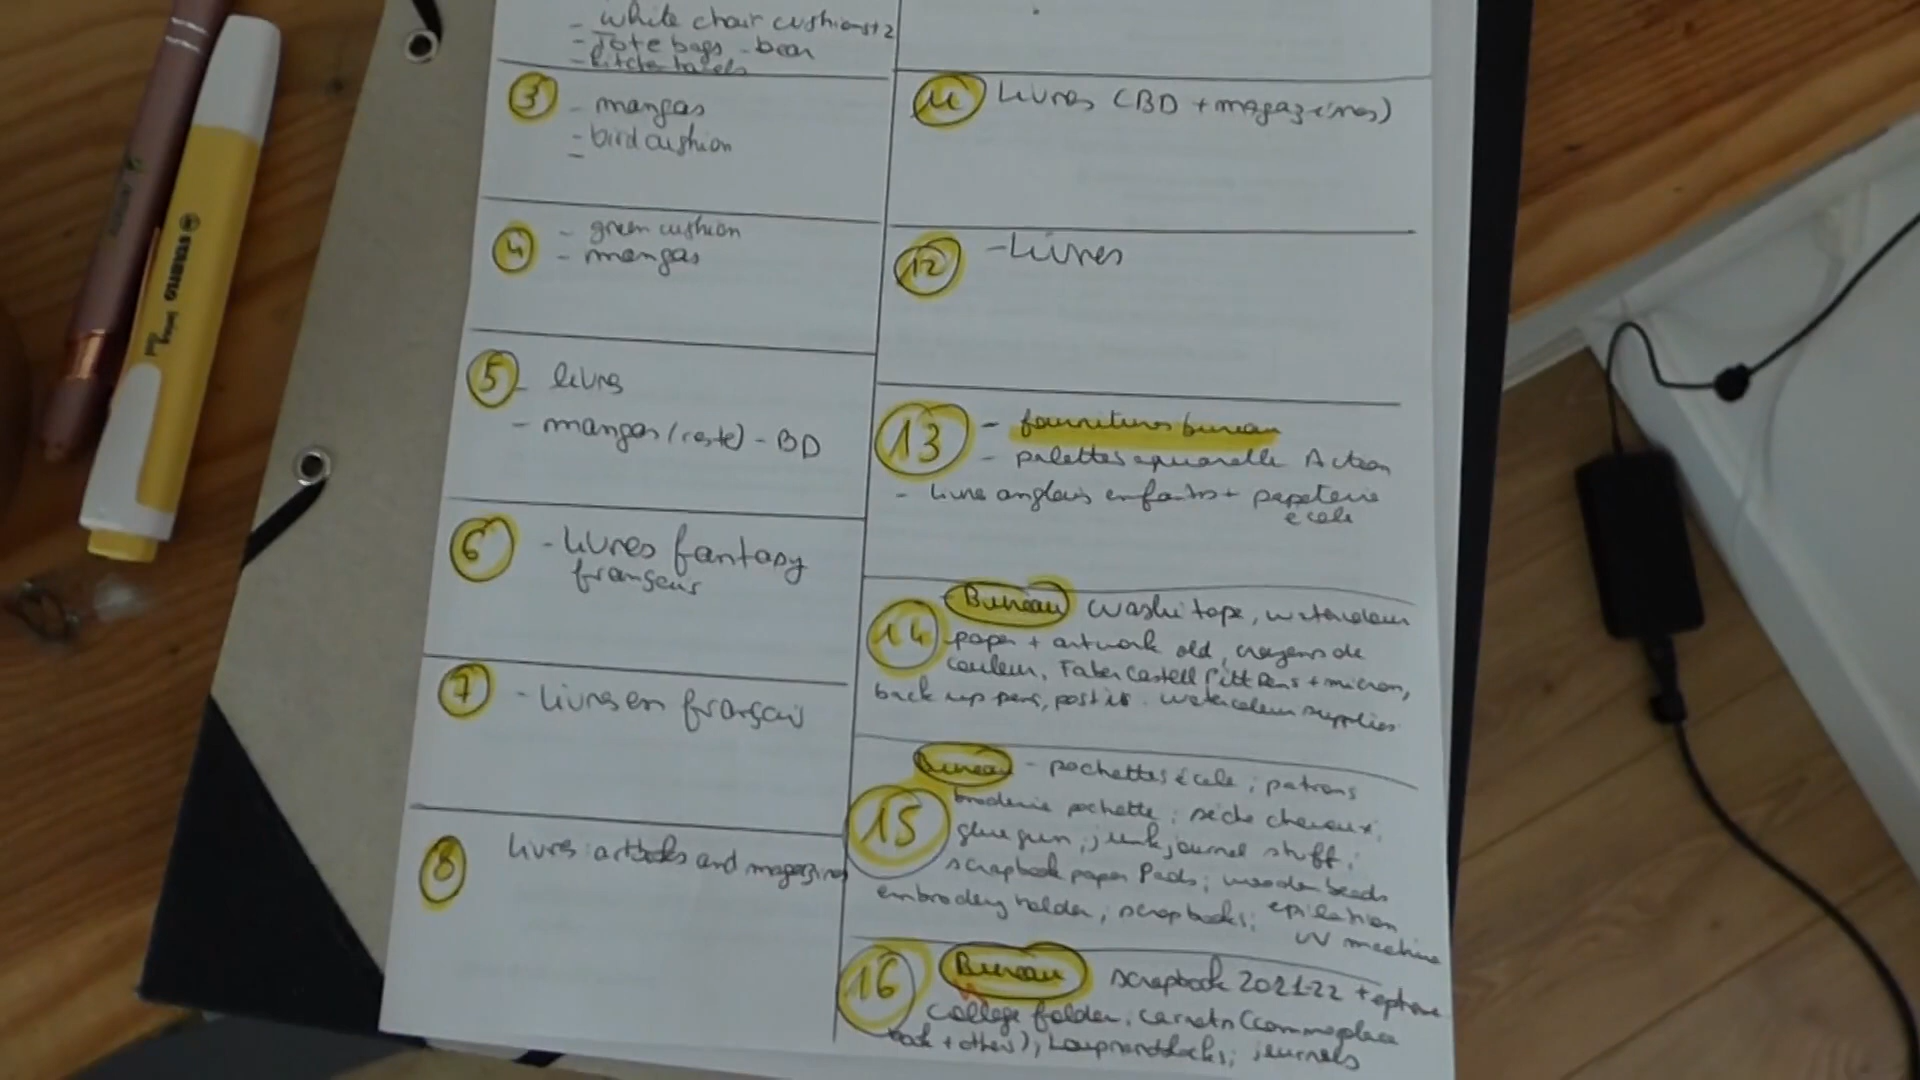 - white chair cushions + 2
- Tote bags - bear
- kitchen towels
3 - mangas
- bird cushion
-
4 - green cushion
- mangas
5 livres
- mangas (reste) - BD
6 - livres fantasy
français
7 - Livres en français
8 Livres: artbooks and magazines
11 Livres (BD + magazines)
12 - Livres
13 - fournitures bureau
- palettes aquarelle Action
- livre anglais enfants + papeterie
école
14 Bureau washi tape, watercolour
paper + artwork old, crayons de
couleur, Faber Castell Pitt Pens + micron,
back up pens, post its. watercolour supplies
15 Bureau - pochettes école; patrons
broderie pochette; sèche cheveux;
glue gun; junk journal stuff;
scrapbook paper Pads; wooden beads
embroidery holder; scrapbooks; epilation
UV machine
16 Bureau scrapbook 2021-22 +
College folder, carnets (commonplace
book + others); journals
STABILO